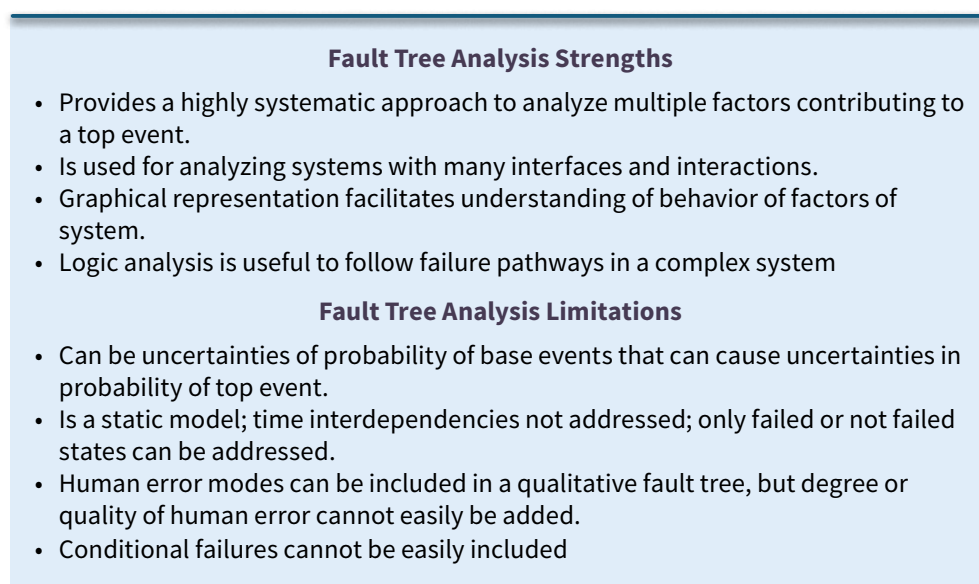 Fault Tree Analysis Strengths
• Provides a highly systematic approach to analyze multiple factors contributing to
a top event.
• Is used for analyzing systems with many interfaces and interactions.
• Graphical representation facilitates understanding of behavior of factors of
system.
• Logic analysis is useful to follow failure pathways in a complex system
Fault Tree Analysis Limitations
• Can be uncertainties of probability of base events that can cause uncertainties in
probability of top event.
• Is a static model; time interdependencies not addressed; only failed or not failed
states can be addressed.
• Human error modes can be included in a qualitative fault tree, but degree or
quality of human error cannot easily be added.
• Conditional failures cannot be easily included